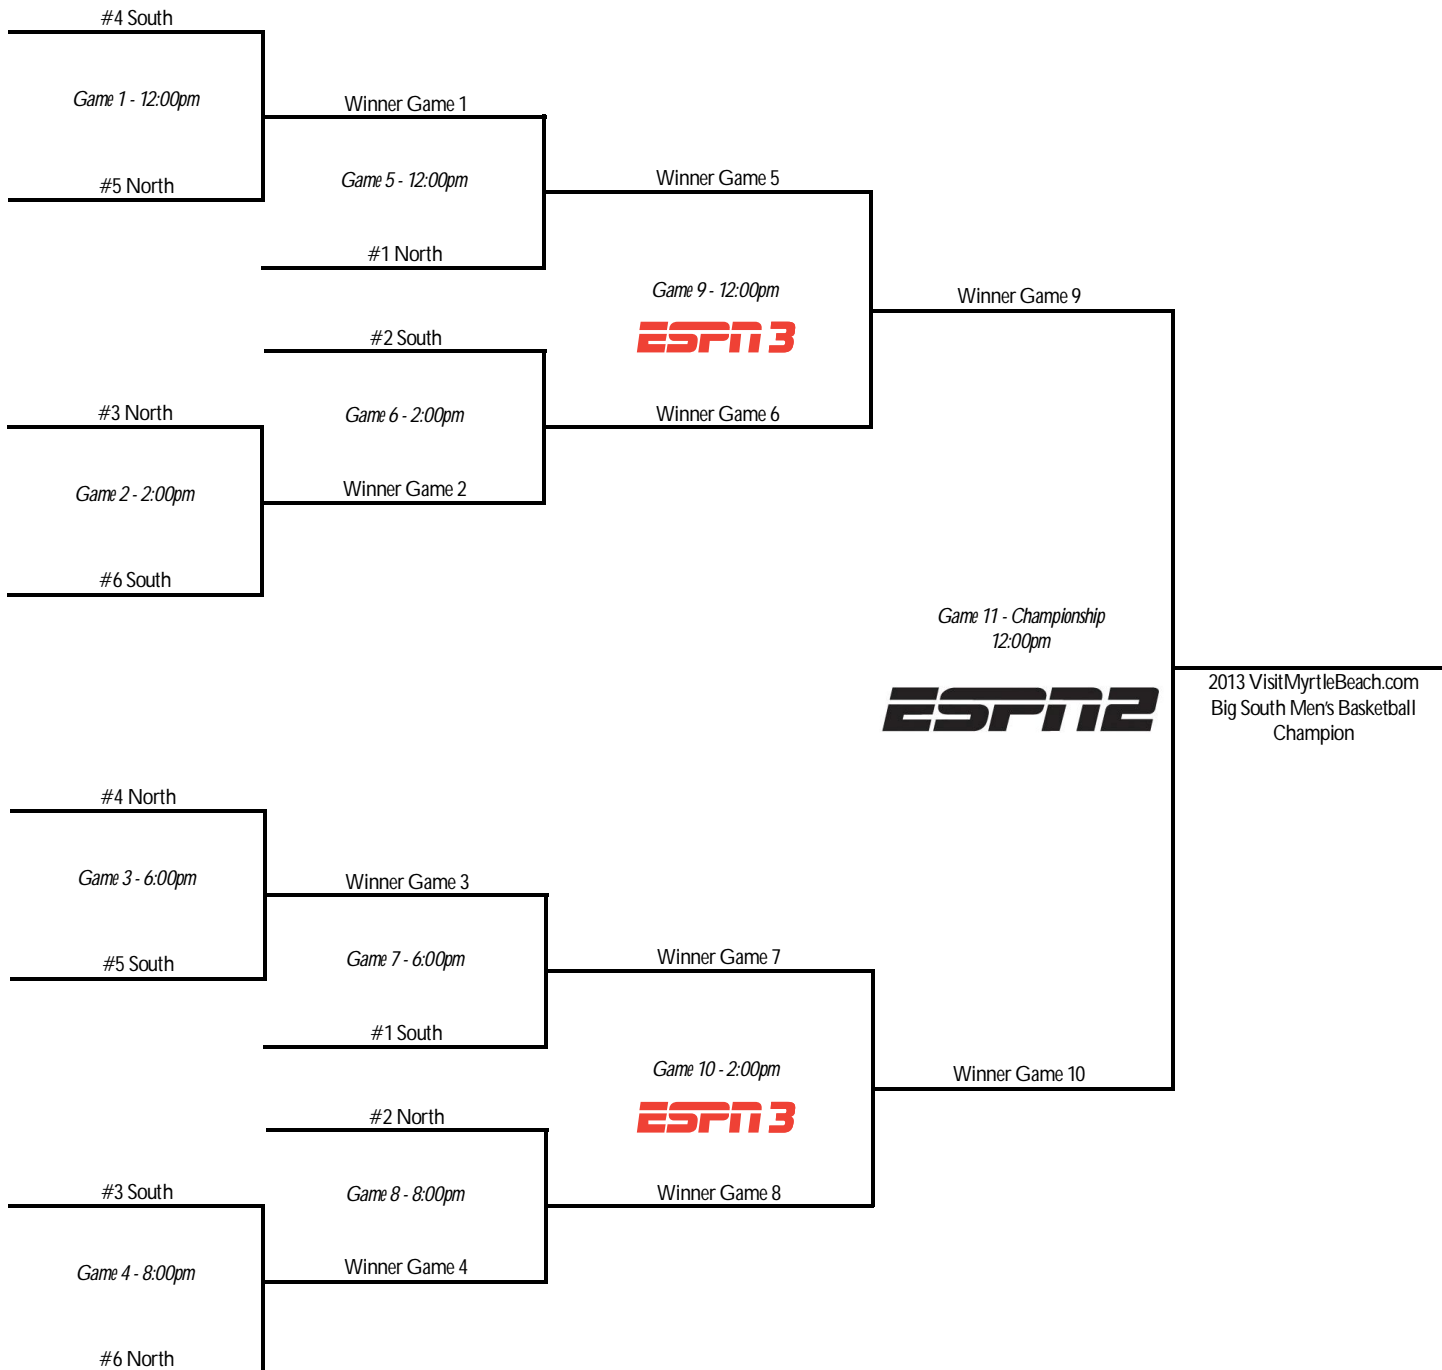 #4 South
Game 1 - 12:00pm
Winner Game 1
#5 North
Game 5 - 12:00pm
Winner Game 5
#1 North
Game 9 - 12:00pm
Winner Game 9
ESPN 3
#2 South
#3 North
Game 6 - 2:00pm
Winner Game 6
Game 2 - 2:00pm
Winner Game 2
#6 South
Game 11 - Championship
12:00pm
ESPN2
2013 VisitMyrtleBeach.com
Big South Men's Basketball
Champion
#4 North
Game 3 - 6:00pm
Winner Game 3
#5 South
Game 7 - 6:00pm
Winner Game 7
#1 South
Game 10 - 2:00pm
Winner Game 10
ESPN 3
#2 North
#3 South
Game 8 - 8:00pm
Winner Game 8
Game 4 - 8:00pm
Winner Game 4
#6 North